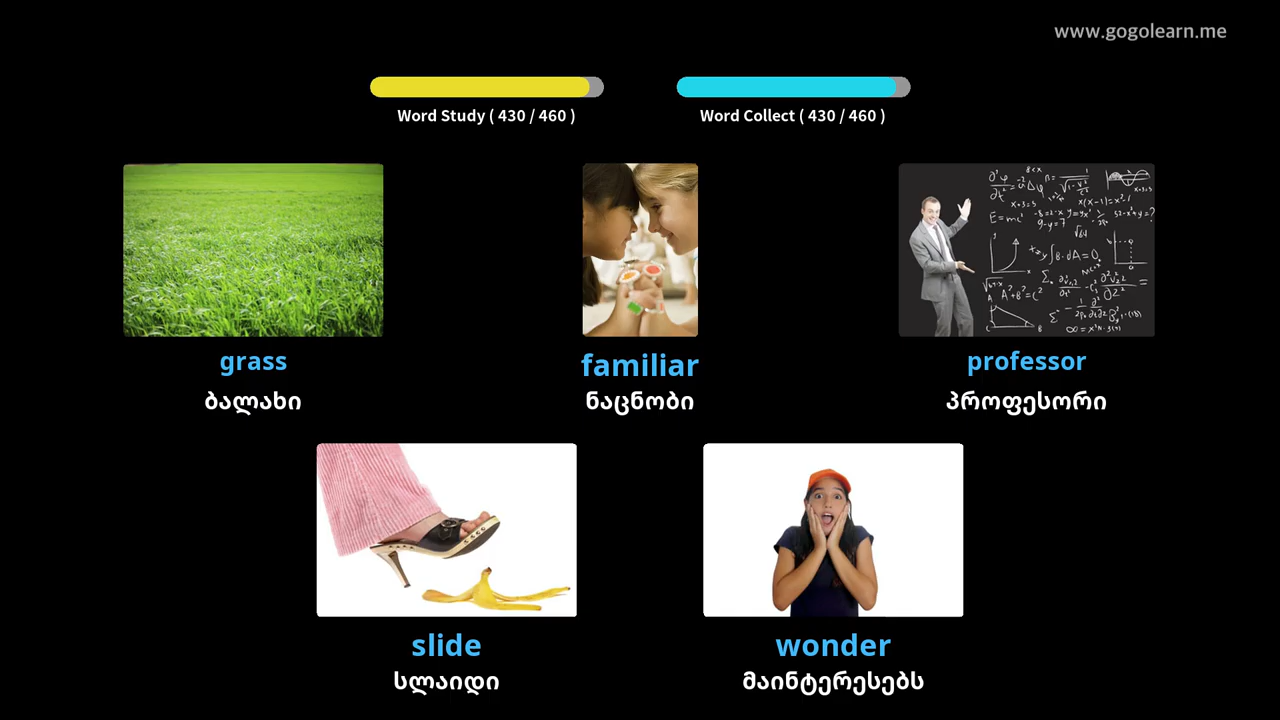 www.gogolearn.me
Word Study ( 430 / 460 )
Word Collect ( 430 / 460 )
grass
ბალახი
familiar
ნაცნობი
professor
პროფესორი
slide
სლაიდი
wonder
მაინტერესებს